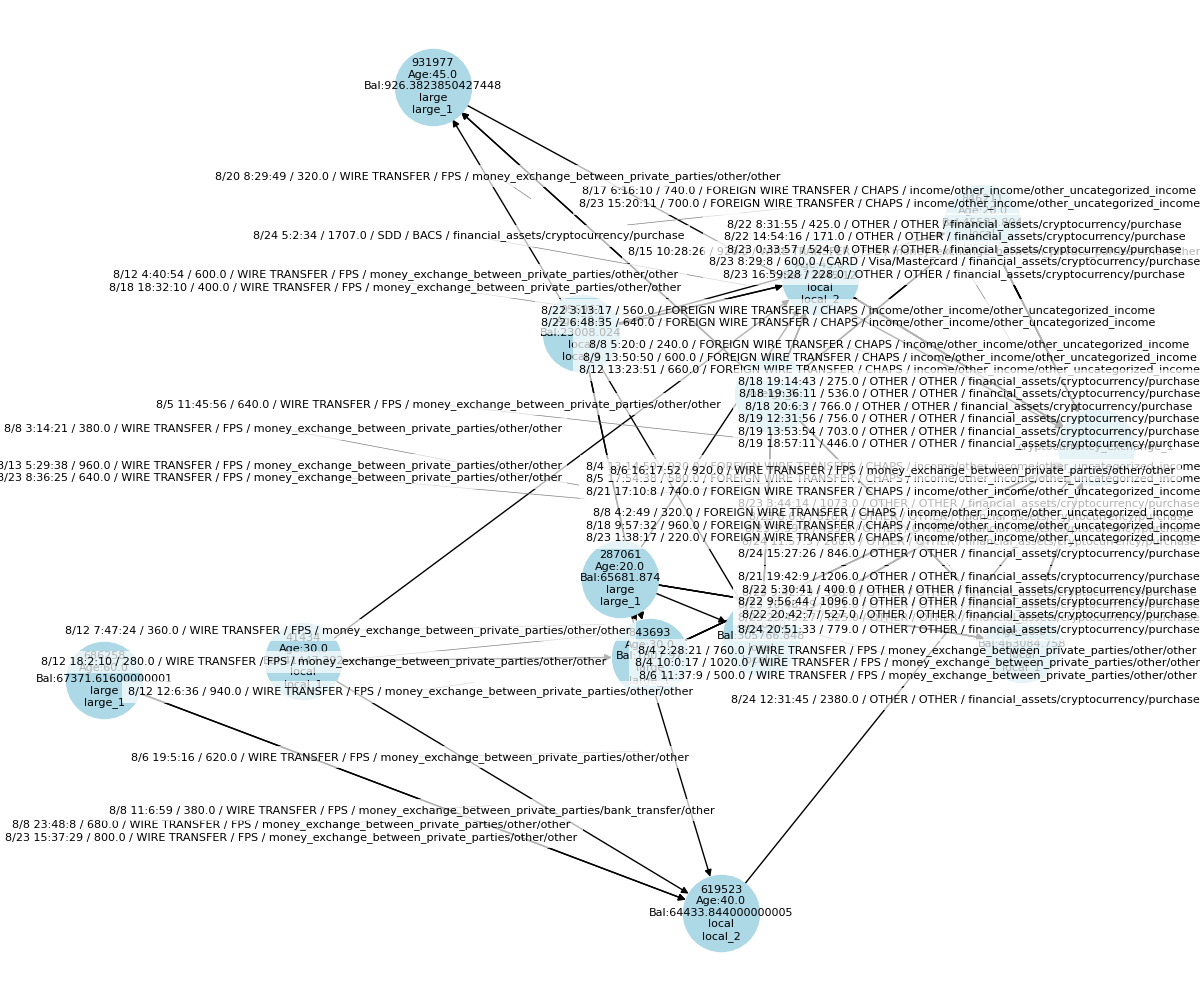 931977
Age:45.0
Bal:926.3823850427448
large
large_1
8/20 8:29:49 / 320.0 / WIRE TRANSFER / FPS / money_exchange_between_private_parties/other/other
8/17 6:16:10 / 740.0 / FOREIGN WIRE TRANSFER / CHAPS / income/other_income/other_uncategorized_income
8/23 15:20:11 / 700.0 / FOREIGN WIRE TRANSFER / CHAPS / income/other_income/other_uncategorized_income
8/22 8:31:55 / 425.0 / OTHER / OTHER / financial_assets/cryptocurrency/purchase
8/24 5:2:34 / 1707.0 / SDD / BACS / financial_assets/cryptocurrency/purchase
8/22 14:54:16 / 171.0 / OTHER / OTHER / financial_assets/cryptocurrency/purchase
8/15 10:28:26
8/23 0:33:57 / 524.0 / OTHER / OTHER / financial_assets/cryptocurrency/purchase
8/23 8:29:8 / 600.0 / CARD / Visa/Mastercard / financial_assets/cryptocurrency/purchase
8/12 4:40:54 / 600.0 / WIRE TRANSFER / FPS / money_exchange_between_private_parties/other/other
8/23 16:59:28 / 228.0 / OTHER / OTHER / financial_assets/cryptocurrency/purchase
8/18 18:32:10 / 400.0 / WIRE TRANSFER / FPS / money_exchange_between_private_parties/other/other
local
local_2
8/22 3:13:17 / 560.0 / FOREIGN WIRE TRANSFER / CHAPS / income/other_income/other_uncategorized_income
8/22 6:48:35 / 640.0 / FOREIGN WIRE TRANSFER / CHAPS / income/other_income/other_uncategorized_income
Bal:23008.024
8/8 5:20:0 / 240.0 / FOREIGN WIRE TRANSFER / CHAPS / income/other_income/other_uncategorized_income
8/9 13:50:50 / 600.0 / FOREIGN WIRE TRANSFER / CHAPS / income/other_income/other_uncategorized_income
8/12 13:23:51 / 660.0 / FOREIGN WIRE TRANSFER / CHAPS / income/other_income/other_uncategorized_income
8/18 19:14:43 / 275.0 / OTHER / OTHER / financial_assets/cryptocurrency/purchase
8/18 19:36:11 / 536.0 / OTHER / OTHER / financial_assets/cryptocurrency/purchase
8/5 11:45:56 / 640.0 / WIRE TRANSFER / FPS / money_exchange_between_private_parties/other/other
8/18 20:6:3 / 766.0 / OTHER / OTHER / financial_assets/cryptocurrency/purchase
8/19 12:31:56 / 756.0 / OTHER / OTHER / financial_assets/cryptocurrency/purchase
8/8 3:14:21 / 380.0 / WIRE TRANSFER / FPS / money_exchange_between_private_parties/other/other
8/19 13:53:54 / 703.0 / OTHER / OTHER / financial_assets/cryptocurrency/purchase
8/19 18:57:11 / 446.0 / OTHER / OTHER / financial_assets/cryptocurrency/purchase
8/13 5:29:38 / 960.0 / WIRE TRANSFER / FPS / money_exchange_between_private_parties/other/other
8/6 16:17:52 / 920.0 / WIRE TRANSFER / FPS / money_exchange_between_private_parties/other/other
8/23 8:36:25 / 640.0 / WIRE TRANSFER / FPS / money_exchange_between_private_parties/other/other
8/5 17:54:38 / 580.0 / FOREIGN WIRE TRANSFER / CHAPS / income/other_income/other_uncategorized_income
8/21 17:10:8 / 740.0 / FOREIGN WIRE TRANSFER / CHAPS / income/other_income/other_uncategorized_income
8/23 8:44:14 / 1073.0 / OTHER / OTHER / financial_assets/cryptocurrency/purchase
8/8 4:2:49 / 320.0 / FOREIGN WIRE TRANSFER / CHAPS / income/other_income/other_uncategorized_income
8/18 9:57:32 / 960.0 / FOREIGN WIRE TRANSFER / CHAPS / income/other_income/other_uncategorized_income
8/23 1:38:17 / 220.0 / FOREIGN WIRE TRANSFER / CHAPS / income/other_income/other_uncategorized_income
8/24 15:27:26 / 846.0 / OTHER / OTHER / financial_assets/cryptocurrency/purchase
287061
Age:20.0
Bal:65681.874
large
large_1
8/21 19:42:9 / 1206.0 / OTHER / OTHER / financial_assets/cryptocurrency/purchase
8/22 5:30:41 / 400.0 / OTHER / OTHER / financial_assets/cryptocurrency/purchase
8/22 9:56:44 / 1096.0 / OTHER / OTHER / financial_assets/cryptocurrency/purchase
8/22 20:42:7 / 527.0 / OTHER / OTHER / financial_assets/cryptocurrency/purchase
8/24 20:51:33 / 779.0 / OTHER / OTHER / financial_assets/cryptocurrency/purchase
8/12 7:47:24 / 360.0 / WIRE TRANSFER / FPS / money_exchange_between_private_parties/other/other
43693
41434
Age:30.0
local
local_1
8/4 2:28:21 / 760.0 / WIRE TRANSFER / FPS / money_exchange_between_private_parties/other/other
8/12 18:2:10 / 280.0 / WIRE TRANSFER / FPS / money_exchange_between_private_parties/other/other
8/4 10:0:17 / 1020.0 / WIRE TRANSFER / FPS / money_exchange_between_private_parties/other/other
8/6 11:37:9 / 500.0 / WIRE TRANSFER / FPS / money_exchange_between_private_parties/other/other
Age:60.0
Bal:67371.61600000001
large
large_1
8/12 12:6:36 / 940.0 / WIRE TRANSFER / FPS / money_exchange_between_private_parties/other/other
8/24 12:31:45 / 2380.0 / OTHER / OTHER / financial_assets/cryptocurrency/purchase
8/6 19:5:16 / 620.0 / WIRE TRANSFER / FPS / money_exchange_between_private_parties/other/other
8/8 11:6:59 / 380.0 / WIRE TRANSFER / FPS / money_exchange_between_private_parties/bank_transfer/other
8/8 23:48:8 / 680.0 / WIRE TRANSFER / FPS / money_exchange_between_private_parties/other/other
8/23 15:37:29 / 800.0 / WIRE TRANSFER / FPS / money_exchange_between_private_parties/other/other
619523
Age:40.0
Bal:64433.844000000005
local
local_2